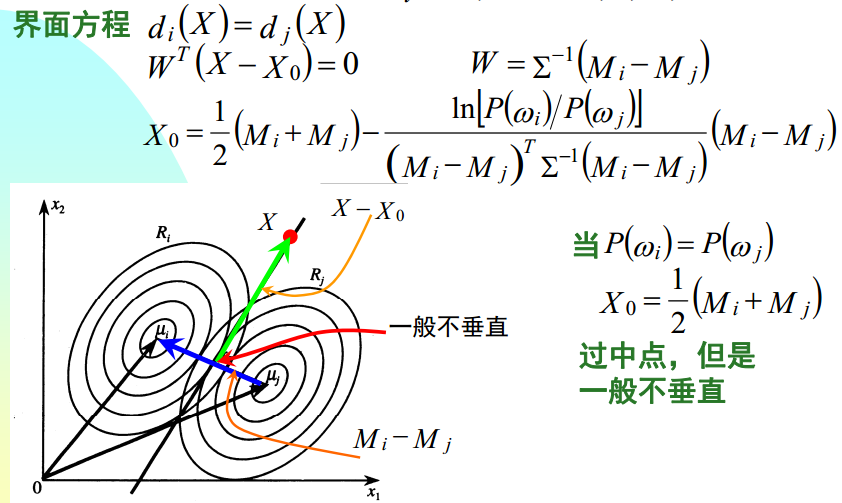 界面方程 d_i(X) = d_j(X)
W^T(X − X_0) = 0    W = Σ^{-1}(M_i − M_j)
X_0 = \frac{1}{2}(M_i + M_j) − \frac{\ln[P(ω_i)/P(ω_j)]}{(M_i − M_j)^T Σ^{-1}(M_i − M_j)}(M_i − M_j)
x_2
R_i
X
X − X_0
R_j
μ_i
μ_j
一般不垂直
M_i − M_j
0
x_1
当 P(ω_i) = P(ω_j)
X_0 = \frac{1}{2}(M_i + M_j)
过中点，但是
一般不垂直